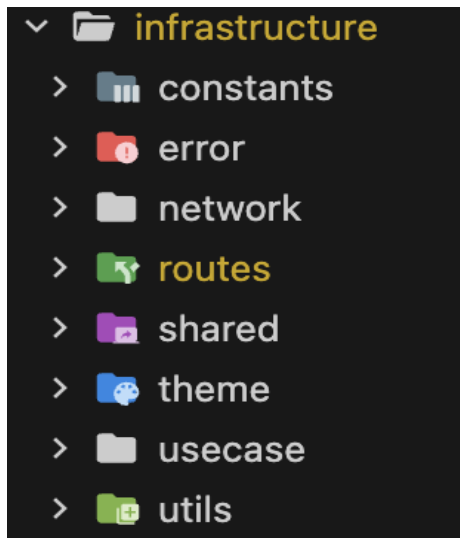 infrastructure
constants
error
network
routes
shared
theme
usecase
utils